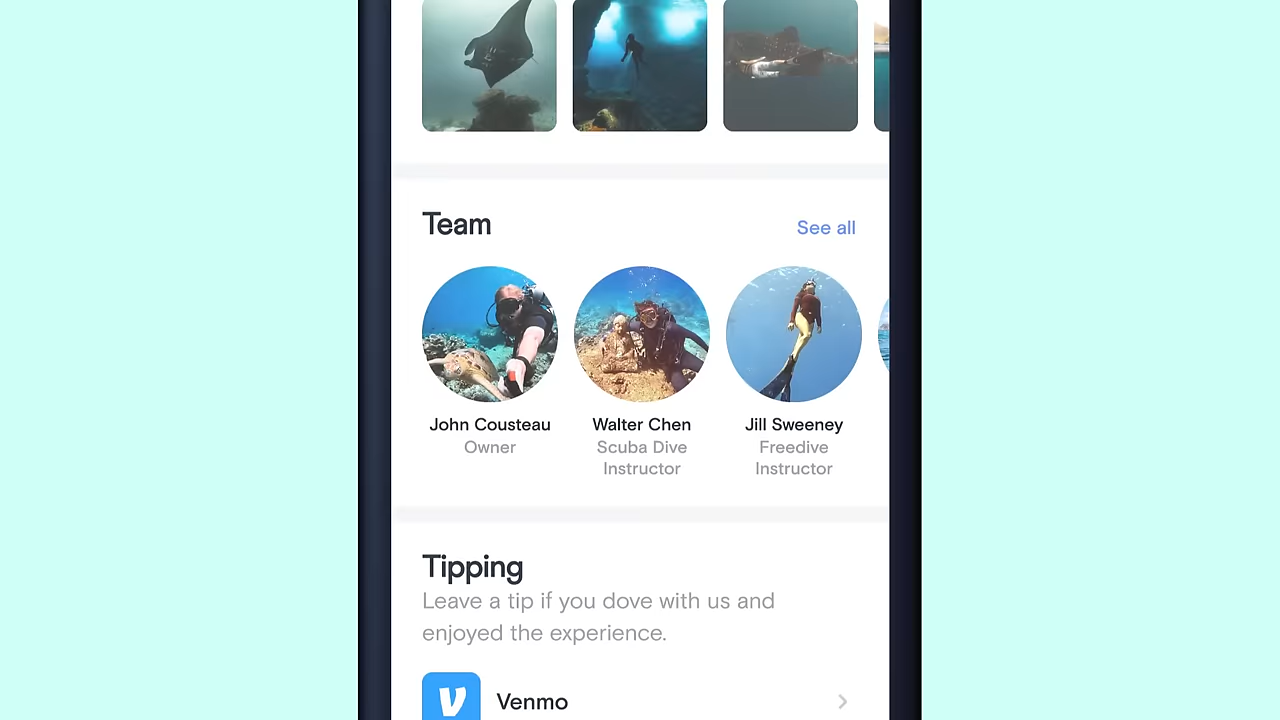 Team
See all
John Cousteau
Owner
Walter Chen
Scuba Dive
Instructor
Jill Sweeney
Freedive
Instructor
Tipping
Leave a tip if you dove with us and
enjoyed the experience.
Venmo